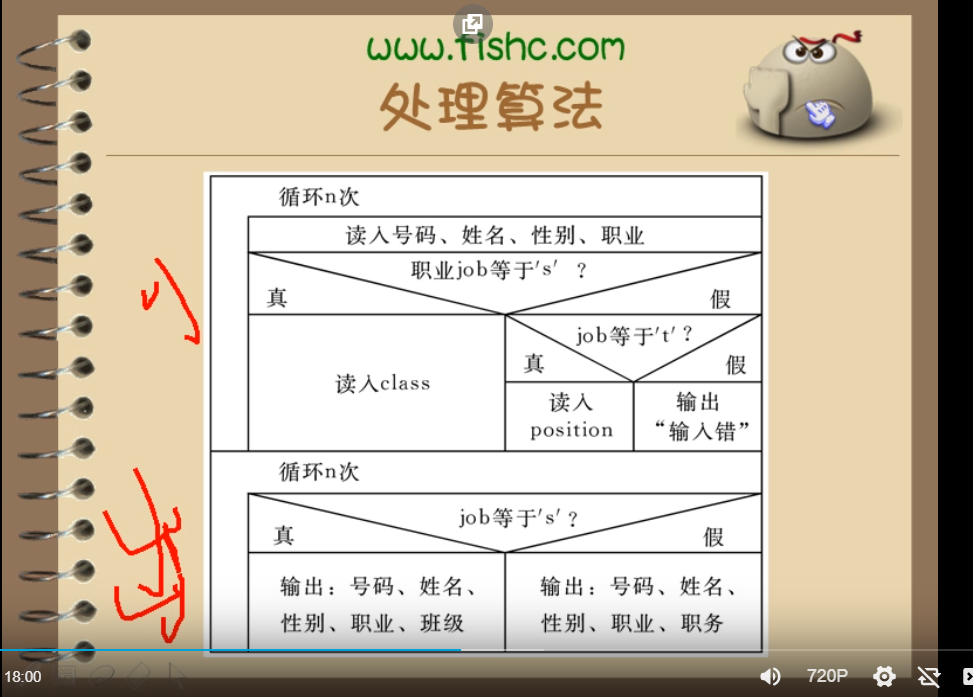 www.fishc.com
处理算法
循环n次
读入号码、姓名、性别、职业
职业job等于's' ？
真
假
job等于't'？
真
假
读入class
读入
position
输出
“输入错”
循环n次
job等于's'？
真
假
输出：号码、姓名、
性别、职业、班级
输出：号码、姓名、
性别、职业、职务
18:00
720P